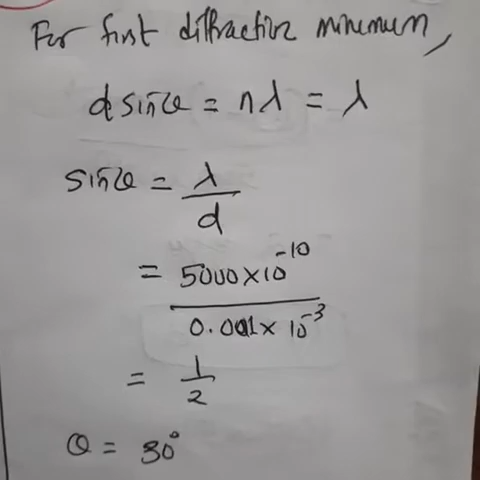 For first diffraction minimum,
d sinθ = nλ = λ
sinθ = λ/d
= 5000×10⁻¹⁰ / 0.001×10⁻³
= 1/2
θ = 30°